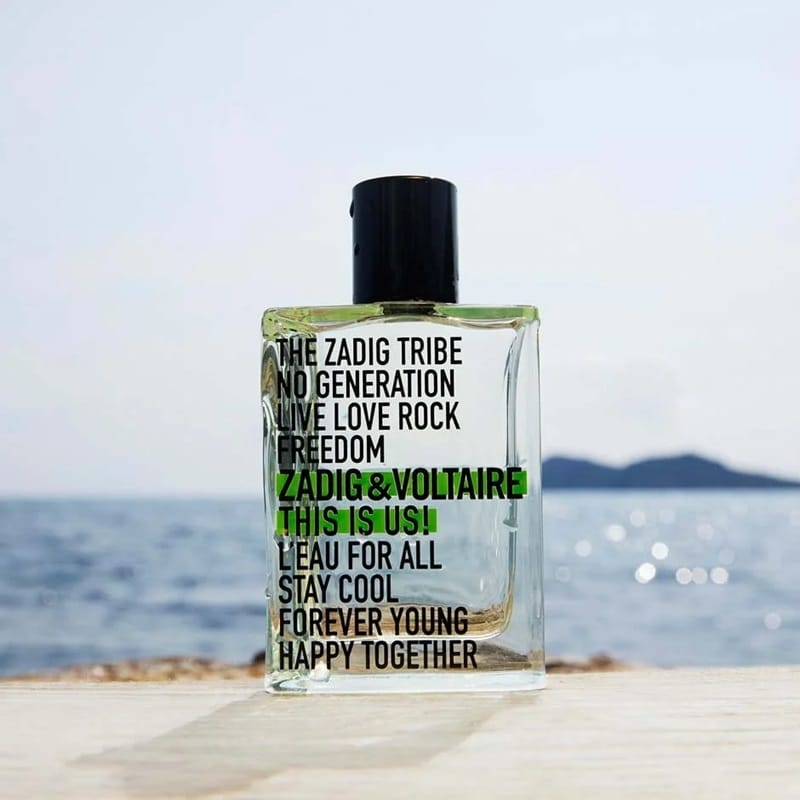 THE ZADIG TRIBE
NO GENERATION
LIVE LOVE ROCK
FREEDOM
ZADIG&VOLTAIRE
THIS IS US!
L'EAU FOR ALL
STAY COOL
FOREVER YOUNG
HAPPY TOGETHER